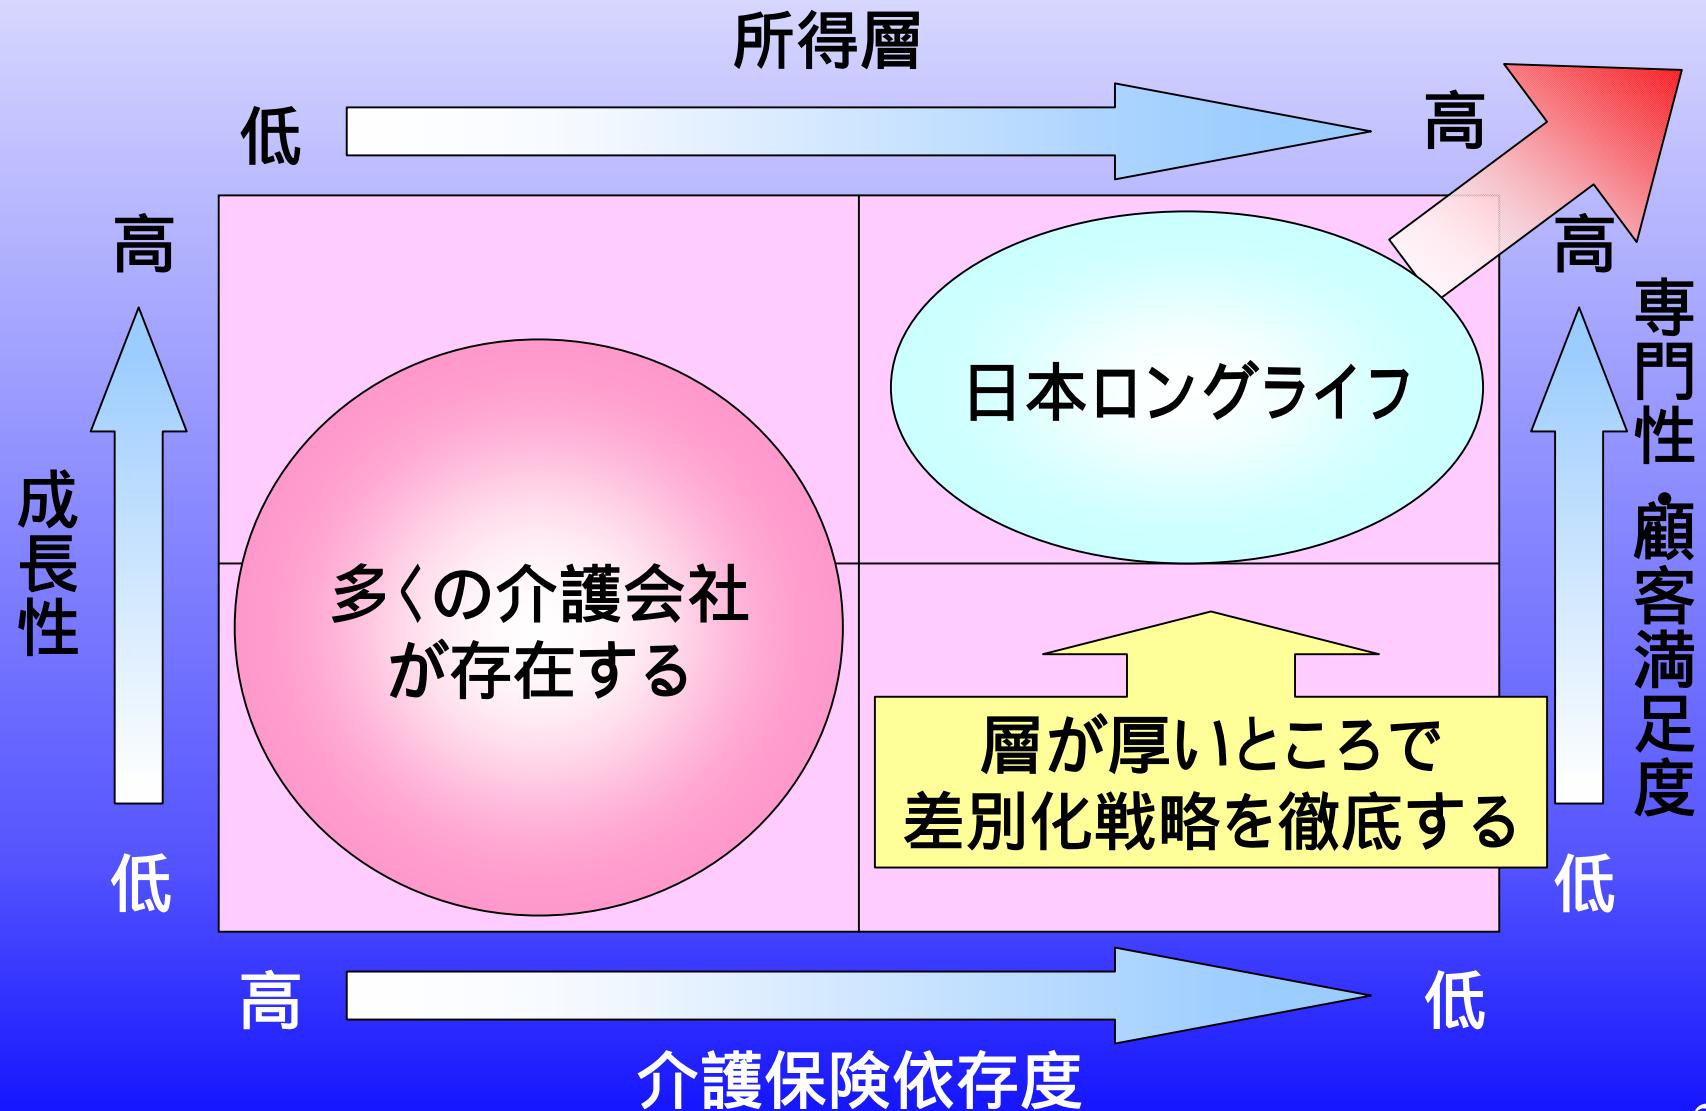 所得層
低
高
高
高
成長性
専門性・顧客満足度
日本ロングライフ
多くの介護会社
が存在する
層が厚いところで
差別化戦略を徹底する
低
低
高
低
介護保険依存度